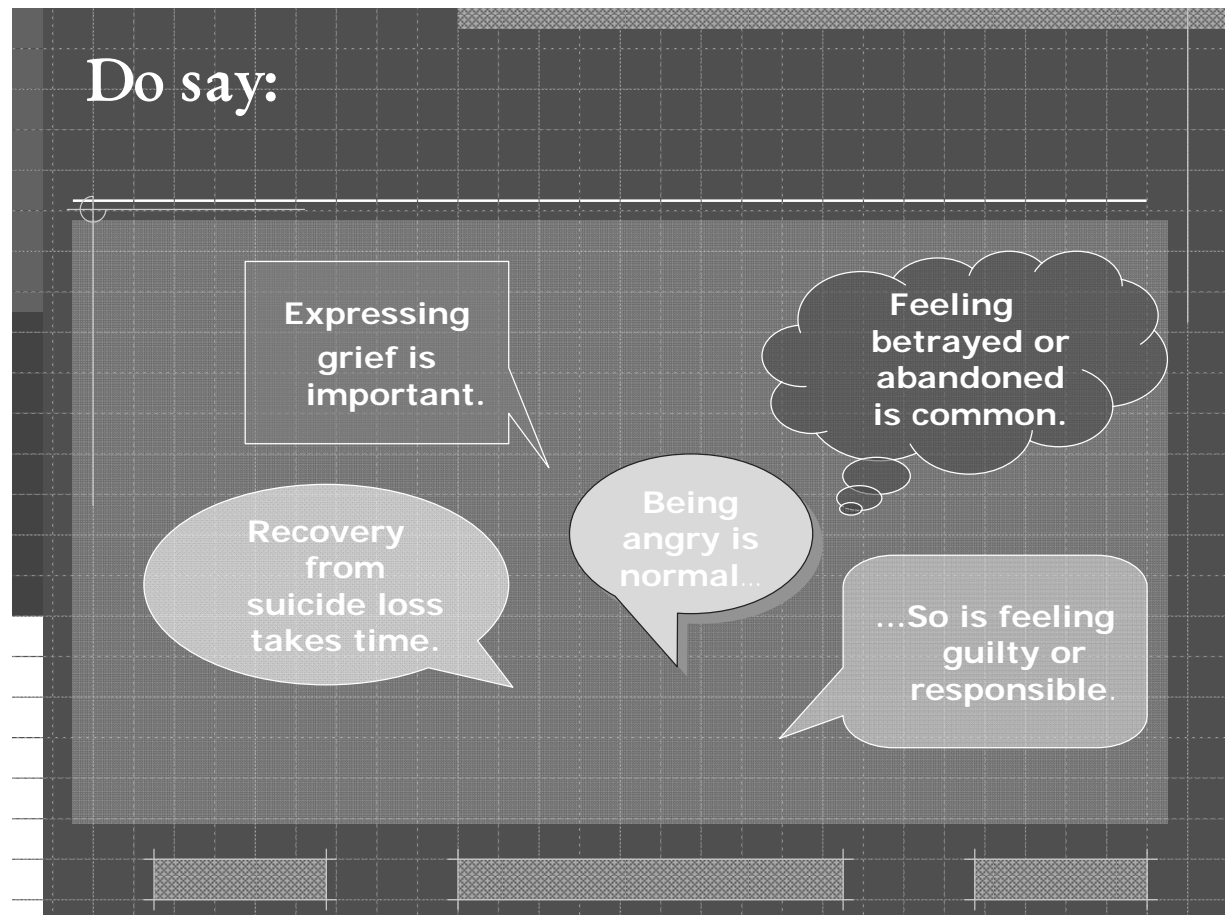 Do say:
Expressing
grief is
important.
Feeling
betrayed or
abandoned
is common.
Recovery
from
suicide loss
takes time.
Being
angry is
normal...
...So is feeling
guilty or
responsible.